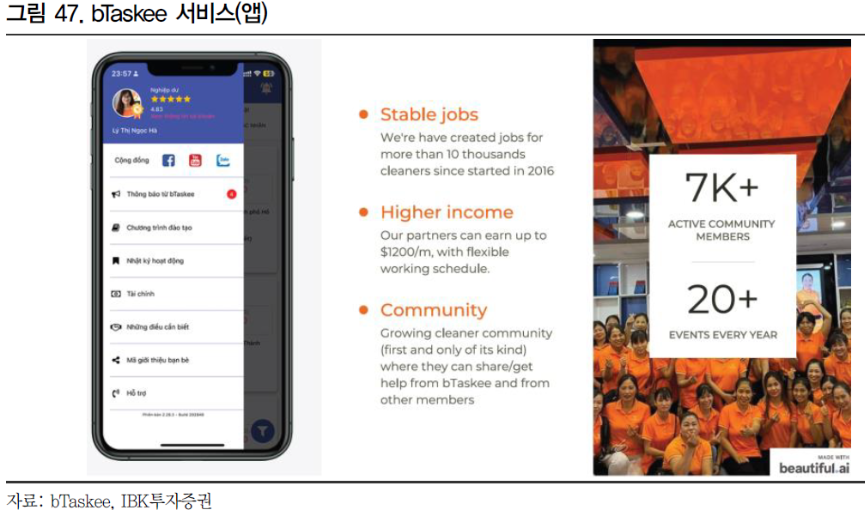 그림 47. bTaskee 서비스(앱)
23:57
Nghiệp dư
4.83
Lý Thị Ngọc Hà
Cộng đồng
Thông báo từ bTaskee
4
Chương trình đào tạo
Nhật ký hoạt động
Tài chính
Những điều cần biết
Mã giới thiệu bạn bè
Hỗ trợ
Stable jobs
We're have created jobs for
more than 10 thousands
cleaners since started in 2016
Higher income
Our partners can earn up to
$1200/m, with flexible
working schedule.
Community
Growing cleaner community
(first and only of its kind)
where they can share/get
help from bTaskee and from
other members
7K+
ACTIVE COMMUNITY
MEMBERS
20+
EVENTS EVERY YEAR
MADE WITH
beautiful.ai
자료: bTaskee, IBK투자증권